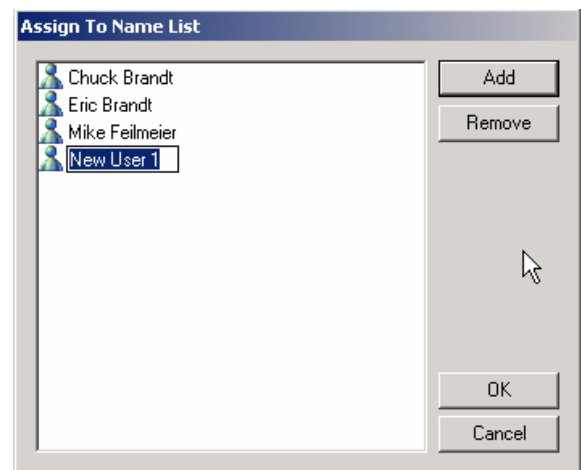 Assign To Name List
Chuck Brandt
Eric Brandt
Mike Feilmeier
New User 1
Add
Remove
OK
Cancel